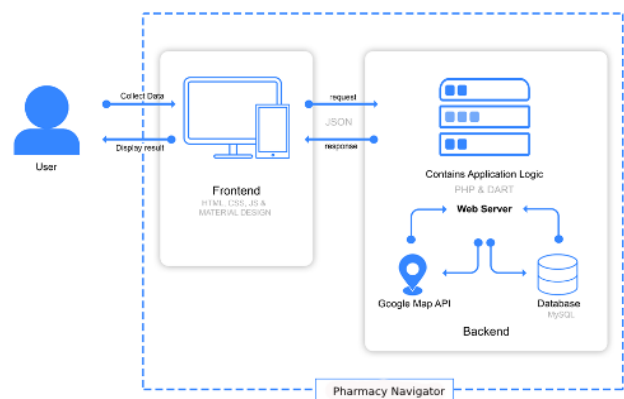 Collect Data
Display result
User
Frontend
HTML, CSS, JS &
MATERIAL DESIGN
request
JSON
response
Contains Application Logic
PHP & DART
Web Server
Google Map API
Database
MySQL
Backend
Pharmacy Navigator